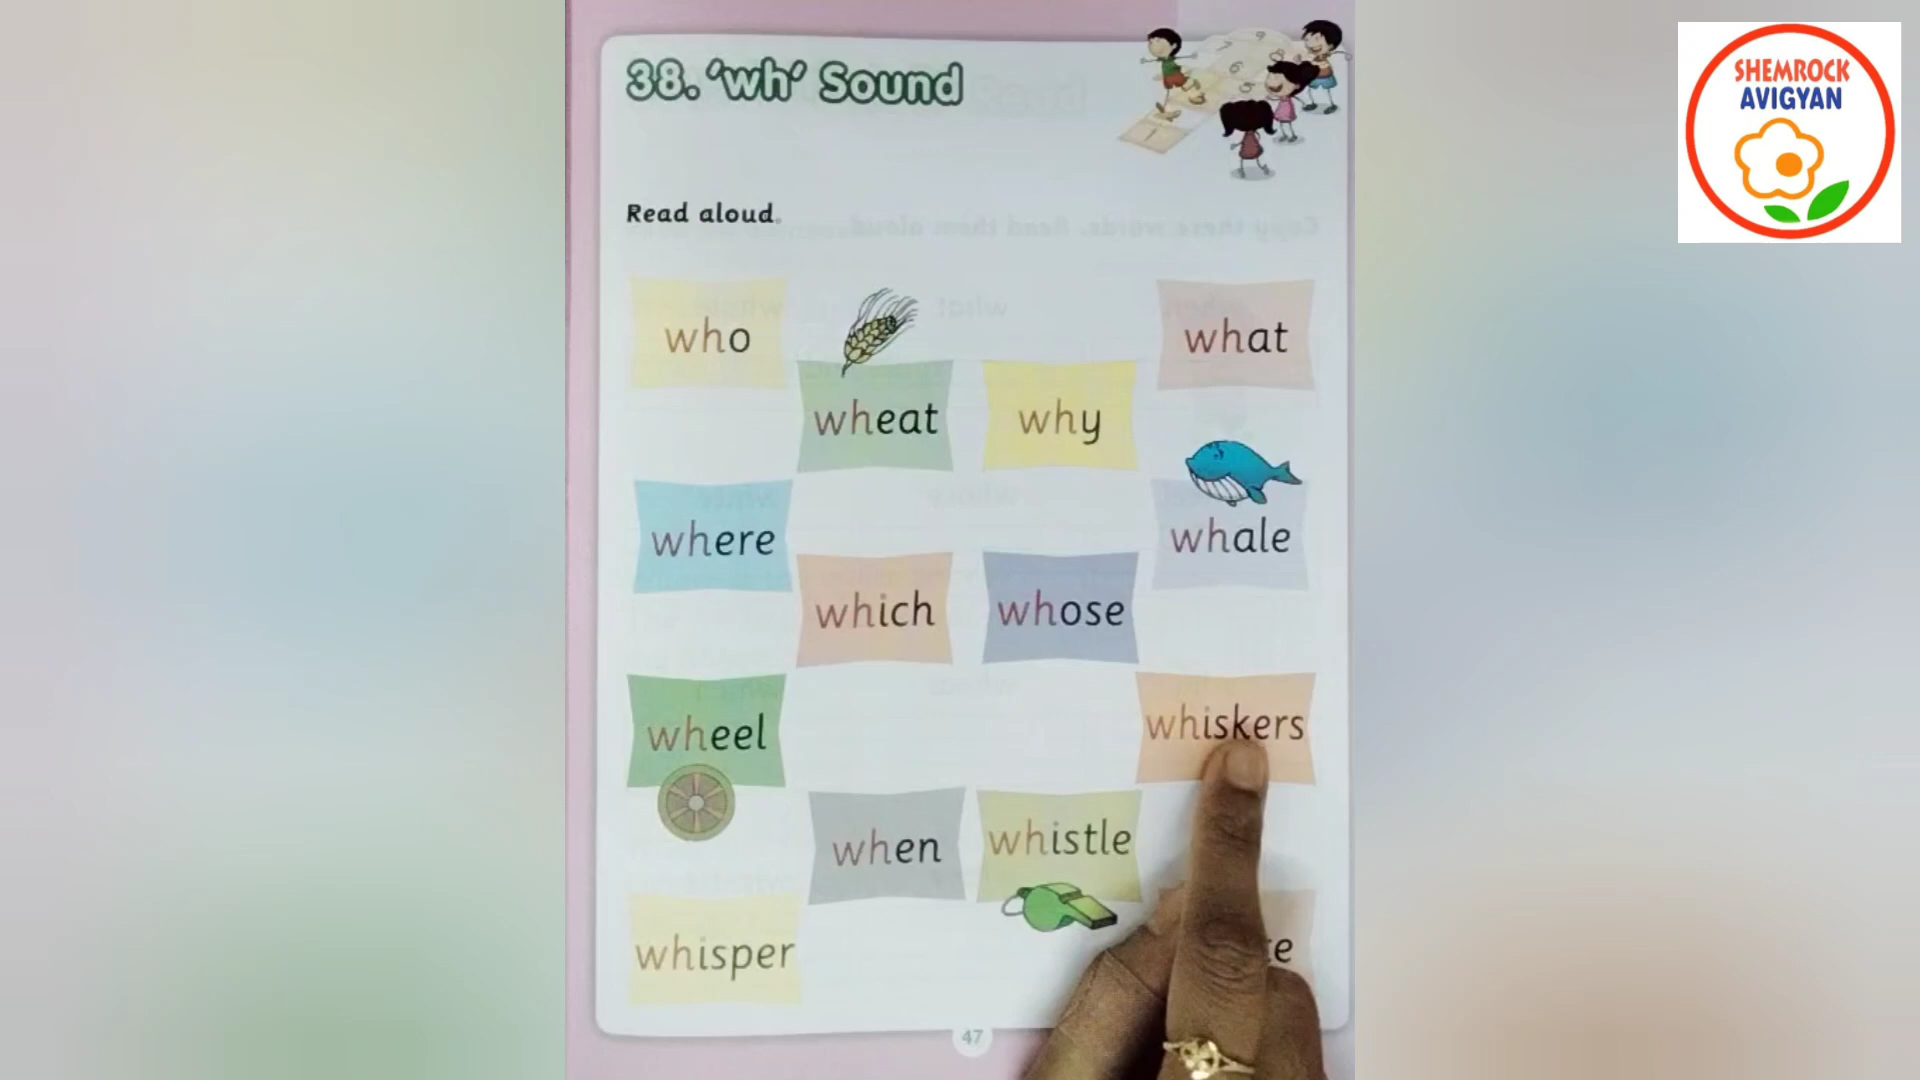 38. 'wh' Sound
SHEMROCK
AVIGYAN
Read aloud.
who
what
wheat
why
where
whale
which
whose
wheel
whiskers
when
whistle
whisper
47